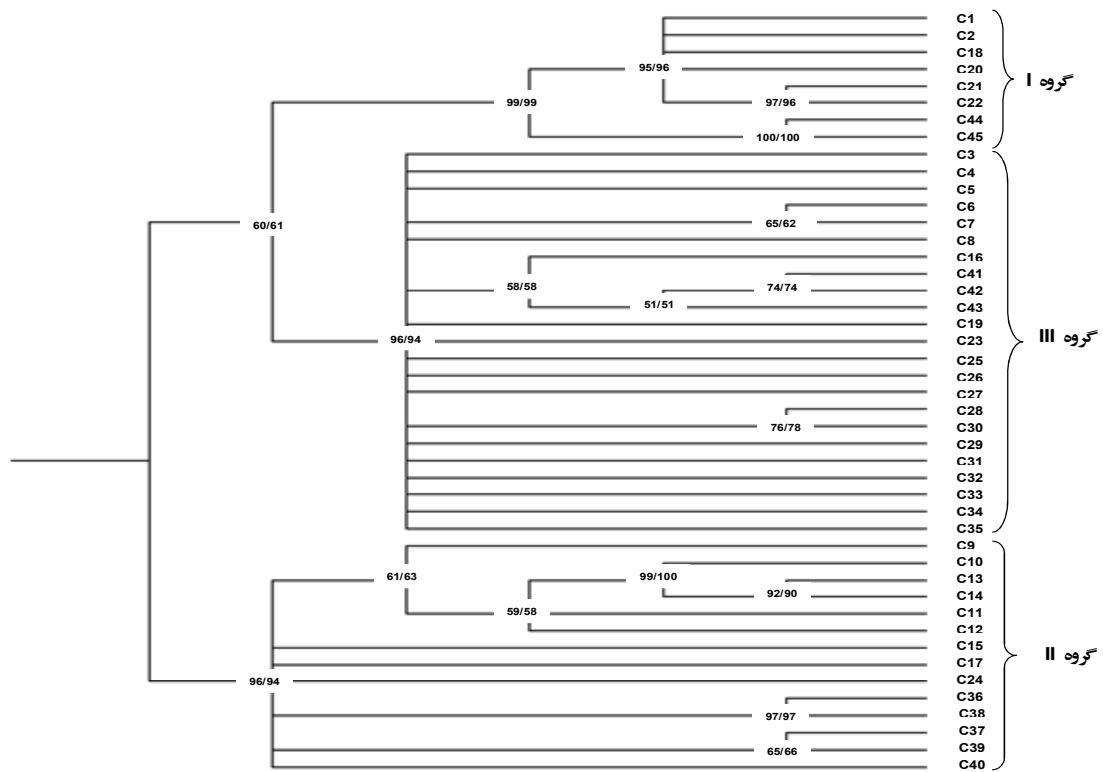 C1
C2
C18
95/96
C20
C21
گروه I
99/99
97/96
C22
C44
100/100
C45
C3
C4
C5
C6
60/61
65/62
C7
C8
C16
C41
58/58
74/74
C42
51/51
C43
C19
96/94
C23
گروه III
C25
C26
C27
C28
76/78
C30
C29
C31
C32
C33
C34
C35
C9
C10
61/63
99/100
C13
92/90
C14
59/58
C11
C12
C15
گروه II
C17
96/94
C24
C36
97/97
C38
C37
65/66
C39
C40